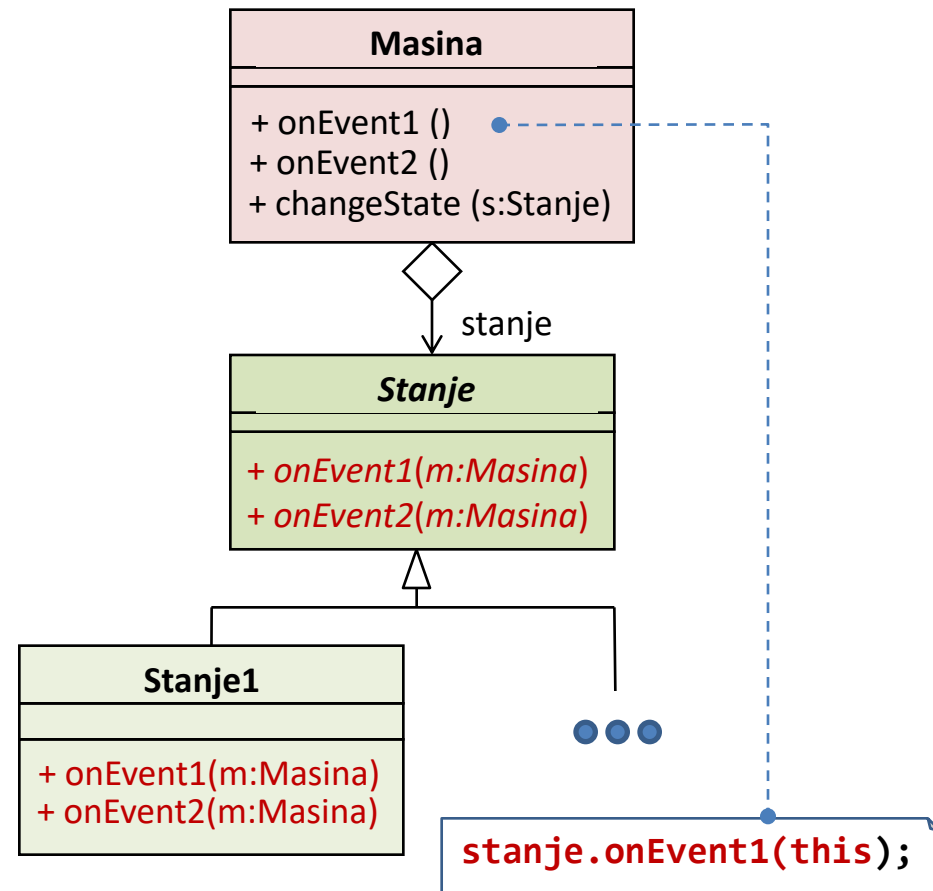 Masina
+ onEvent1 ()
+ onEvent2 ()
+ changeState (s:Stanje)
stanje
Stanje
+ onEvent1(m:Masina)
+ onEvent2(m:Masina)
Stanje1
+ onEvent1(m:Masina)
+ onEvent2(m:Masina)
stanje.onEvent1(this);